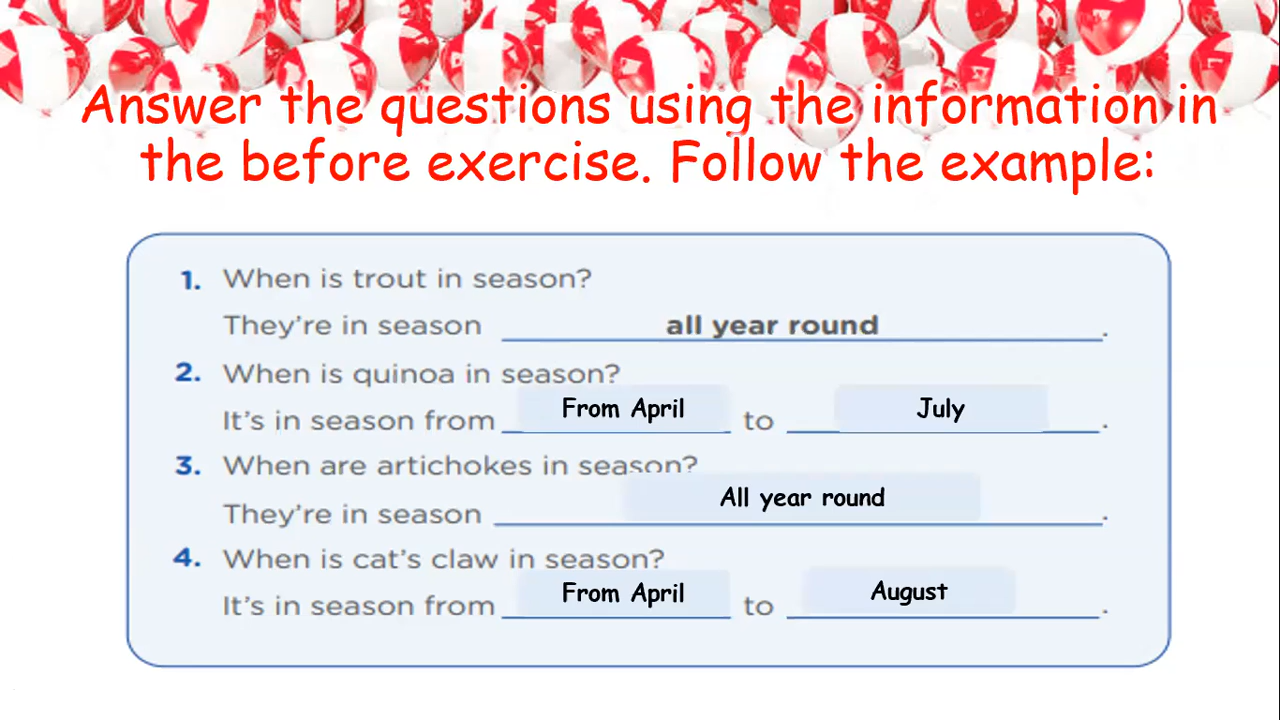 Answer the questions using the information in
the before exercise. Follow the example:
1. When is trout in season?
They're in season all year round.
2. When is quinoa in season?
It's in season from From April to July.
3. When are artichokes in season?
They're in season All year round.
4. When is cat's claw in season?
It's in season from From April to August.